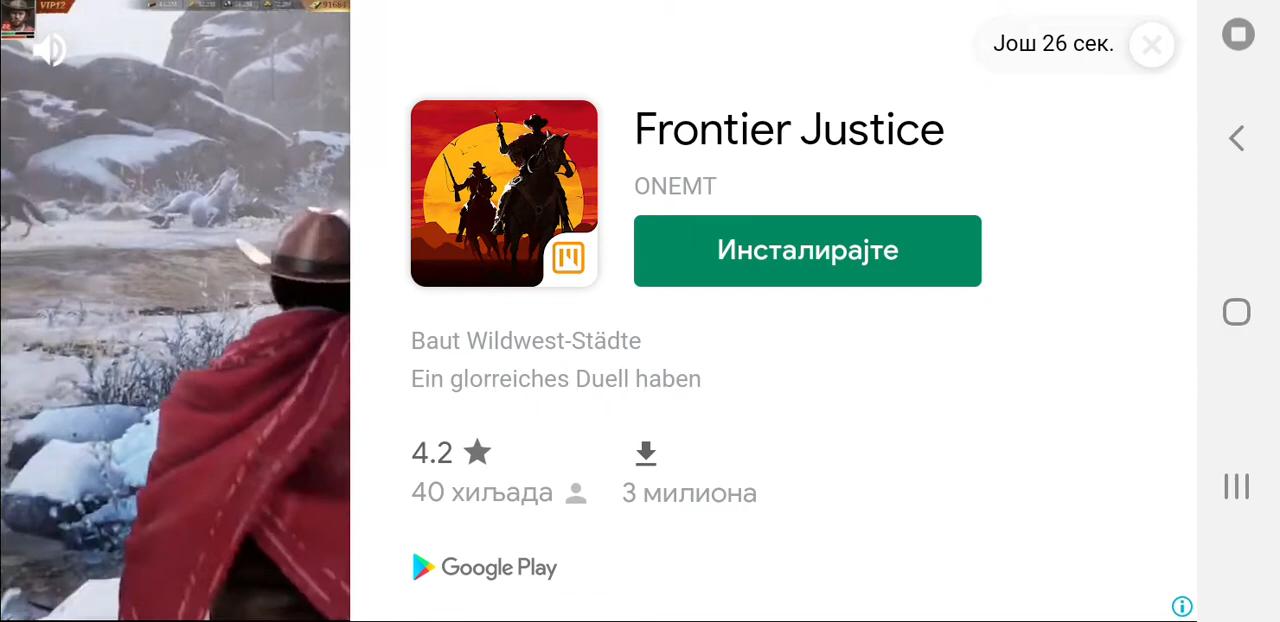 VIP12
91684
Још 26 сек.
Frontier Justice
ONEMT
Инсталирајте
Baut Wildwest-Städte
Ein glorreiches Duell haben
4.2
40 хиљада
3 милиона
Google Play